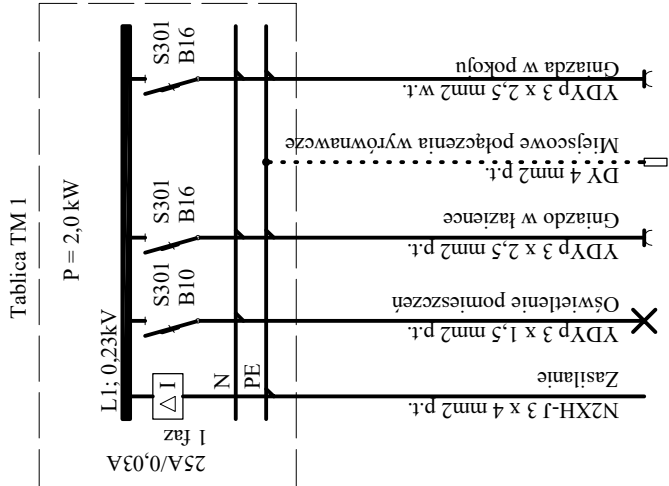 Tablica TM 1
P = 2,0 kW
L1; 0,23kV
25A/0,03A
1 faz
Δ I
N
PE
S301
B10
S301
B16
S301
B16
Zasilanie
N2XH-J 3 x 4 mm2 p.t.
Oświetlenie pomieszczeń
YDYp 3 x 1,5 mm2 p.t.
Gniazdo w łazience
YDYp 3 x 2,5 mm2 p.t.
Miejscowe połączenia wyrównawcze
DY 4 mm2 p.t.
Gniazda w pokoju
YDYp 3 x 2,5 mm2 w.t.